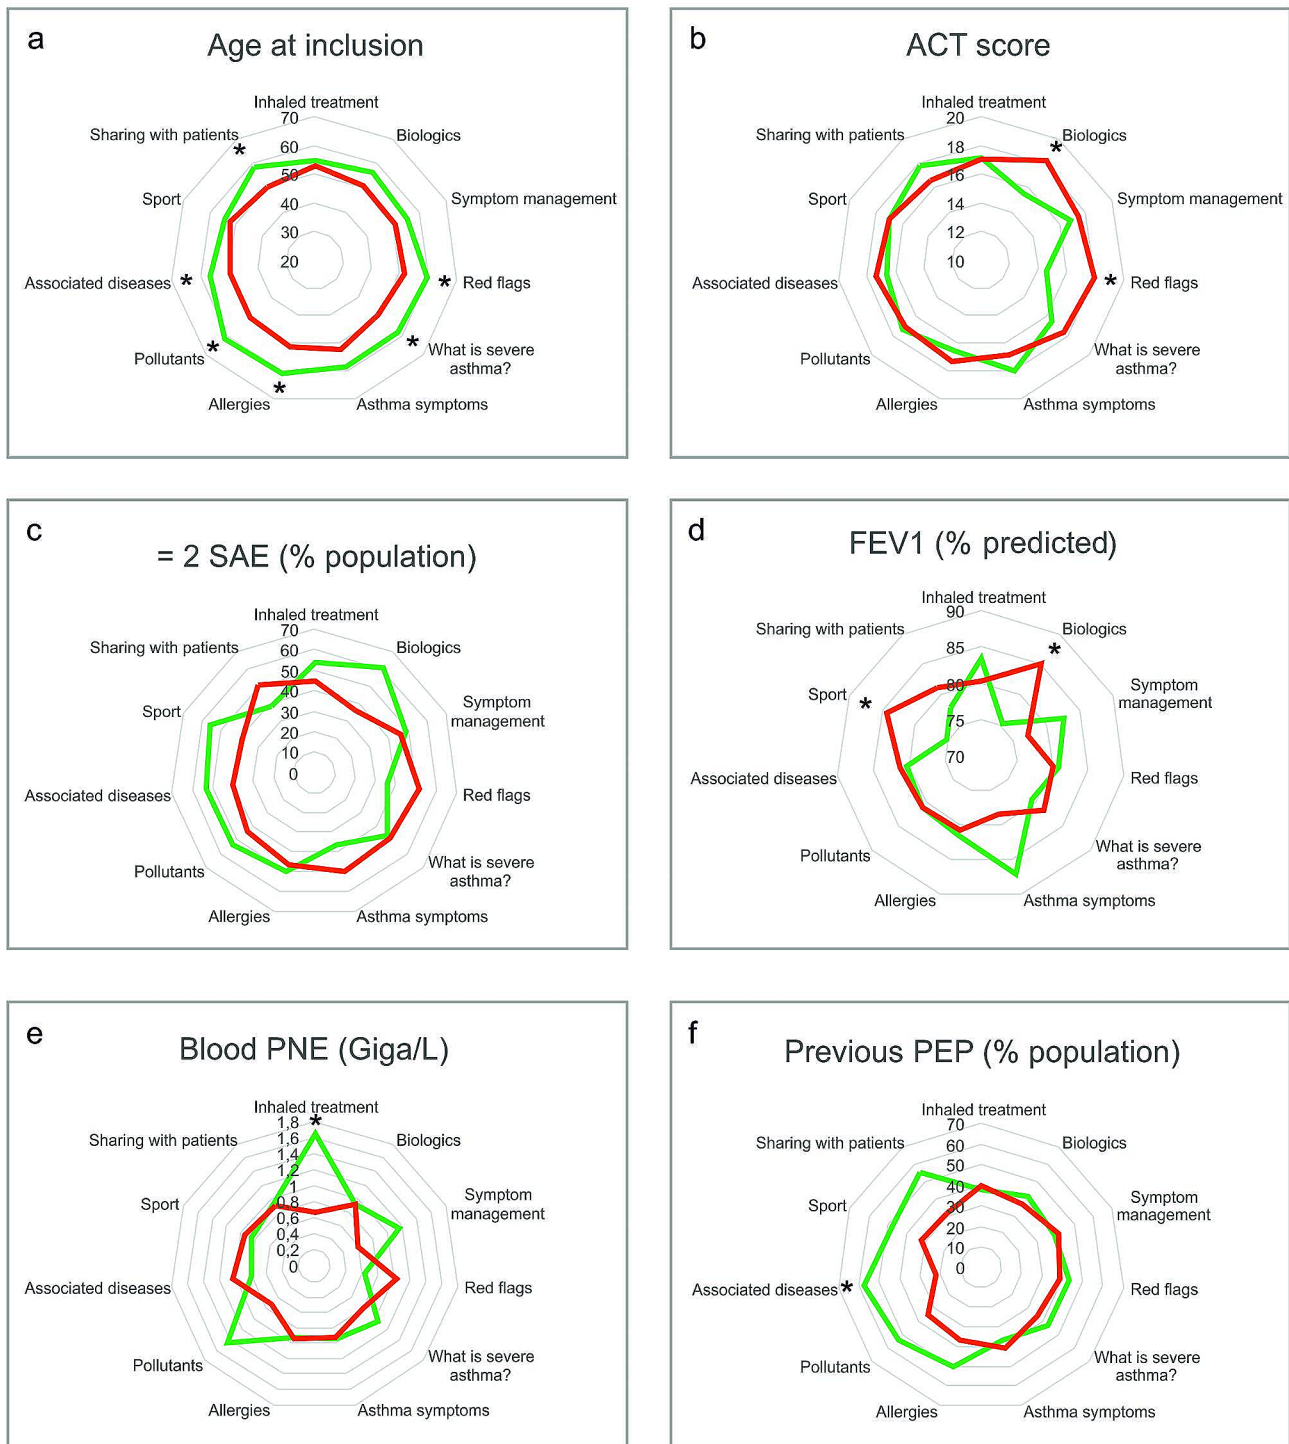 a
Age at inclusion
Inhaled treatment
70
Sharing with patients
*
Biologics
60
50
Sport
40
Symptom management
30
20
Associated diseases
*
*
Red flags
Pollutants
*
*
What is severe
asthma?
Allergies
*
Asthma symptoms
b
ACT score
Inhaled treatment
20
Sharing with patients
Biologics
*
18
16
Sport
14
Symptom management
12
10
Associated diseases
*
Red flags
Pollutants
What is severe
asthma?
Allergies
Asthma symptoms
c
= 2 SAE (% population)
Inhaled treatment
70
Sharing with patients
Biologics
60
50
40
Sport
30
Symptom
management
20
10
0
Associated diseases
Red flags
Pollutants
What is severe
asthma?
Allergies
Asthma symptoms
d
FEV1 (% predicted)
Inhaled treatment
90
Sharing with patients
Biologics
*
85
80
Sport
*
Symptom
management
75
70
Associated diseases
Red flags
Pollutants
What is severe
asthma?
Allergies
Asthma symptoms
e
Blood PNE (Giga/L)
Inhaled treatment
1,8
*
Sharing with patients
Biologics
1,6
1,4
1,2
1
Sport
0,8
Symptom
management
0,6
0,4
0,2
0
Associated diseases
Red flags
Pollutants
What is severe
asthma?
Allergies
Asthma symptoms
f
Previous PEP (% population)
Inhaled treatment
70
Sharing with patients
Biologics
60
50
40
Sport
30
Symptom
management
20
10
0
Associated diseases
*
Red flags
Pollutants
What is severe
asthma?
Allergies
Asthma symptoms